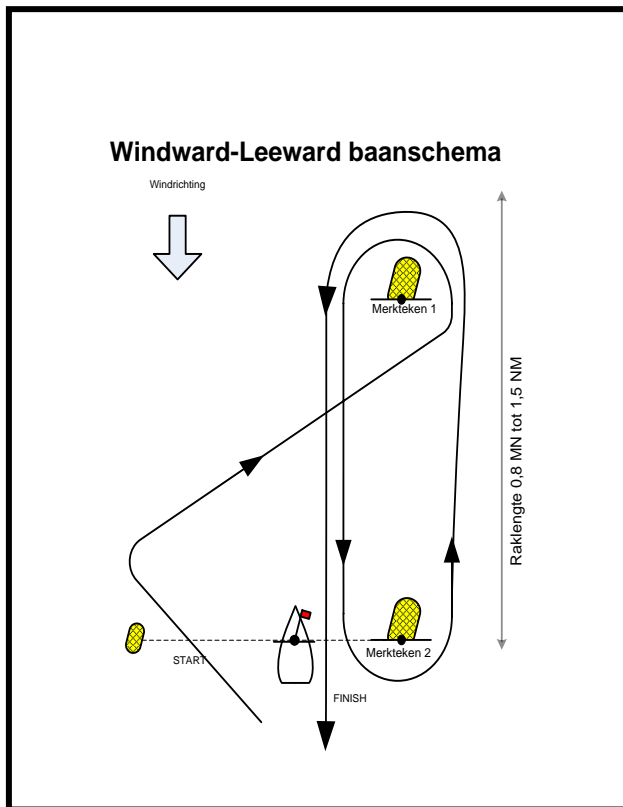 Windward-Leeward baanschema
Windrichting
Merkteken 1
Raklengte 0,8 MN tot 1,5 NM
Merkteken 2
START
FINISH